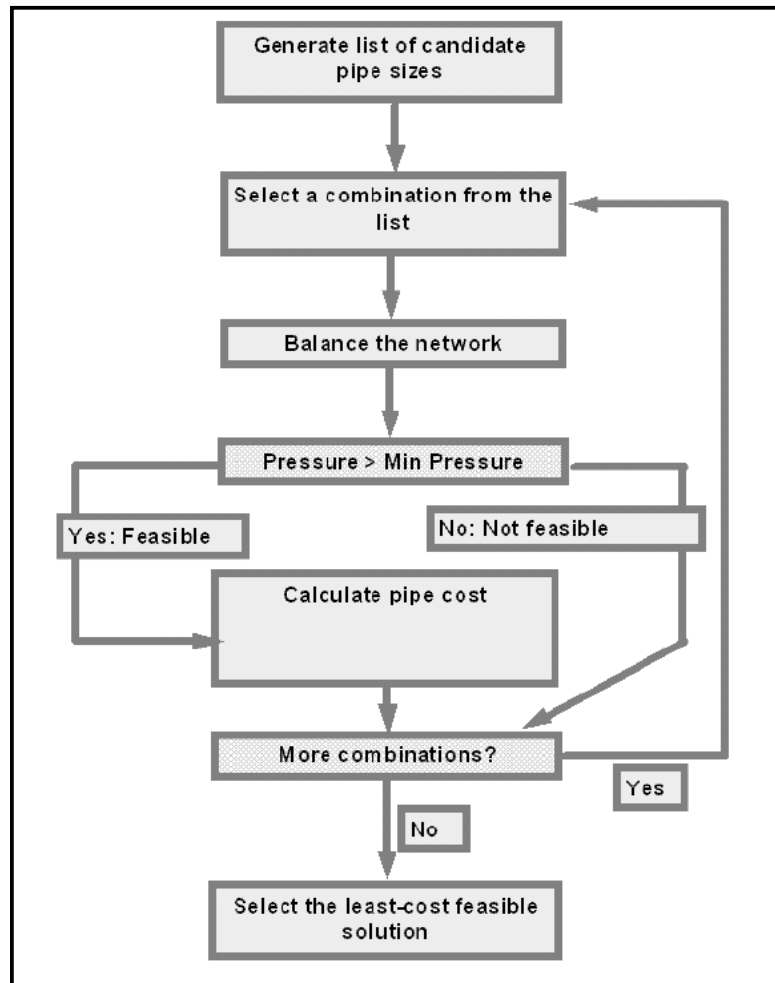 Generate list of candidate
pipe sizes
Select a combination from the
list
Balance the network
Pressure > Min Pressure
Yes: Feasible
No: Not feasible
Calculate pipe cost
More combinations?
Yes
No
Select the least-cost feasible
solution